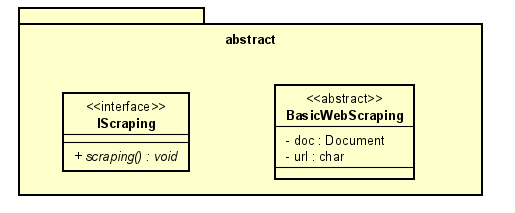 abstract
<<interface>>
IScraping
+ scraping() : void
<<abstract>>
BasicWebScraping
- doc : Document
- url : char